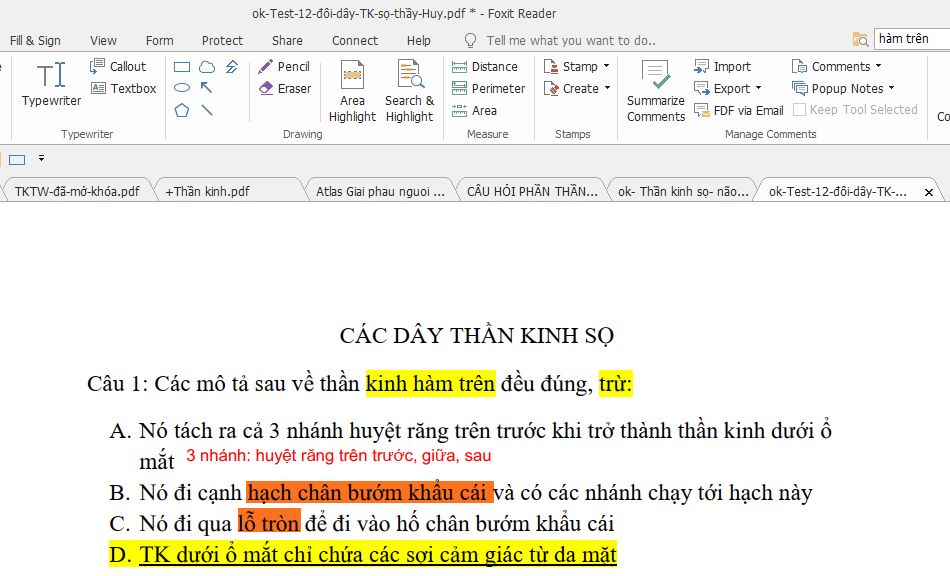 ok-Test-12-đôi-dây-TK-sọ-thầy-Huy.pdf * - Foxit Reader
Fill & Sign View Form Protect Share Connect Help Tell me what you want to do.. hàm trên
Typewriter Callout Textbox Pencil Eraser Area Highlight Search & Highlight Distance Perimeter Area Stamp Create Summarize Comments Import Export FDF via Email Comments Popup Notes Keep Tool Selected Co
Typewriter Drawing Measure Stamps Manage Comments
TKTW-đã-mở-khóa.pdf +Thần kinh.pdf Atlas Giai phau nguoi ... CÂU HỎI PHẦN THẦN... ok- Thần kinh sọ- não... ok-Test-12-đôi-dây-TK-... ×
CÁC DÂY THẦN KINH SỌ
Câu 1: Các mô tả sau về thần kinh hàm trên đều đúng, trừ:
A. Nó tách ra cả 3 nhánh huyệt răng trên trước khi trở thành thần kinh dưới ổ
mắt 3 nhánh: huyệt răng trên trước, giữa, sau
B. Nó đi cạnh hạch chân bướm khẩu cái và có các nhánh chạy tới hạch này
C. Nó đi qua lỗ tròn để đi vào hố chân bướm khẩu cái
D. TK dưới ổ mắt chỉ chứa các sợi cảm giác từ da mặt